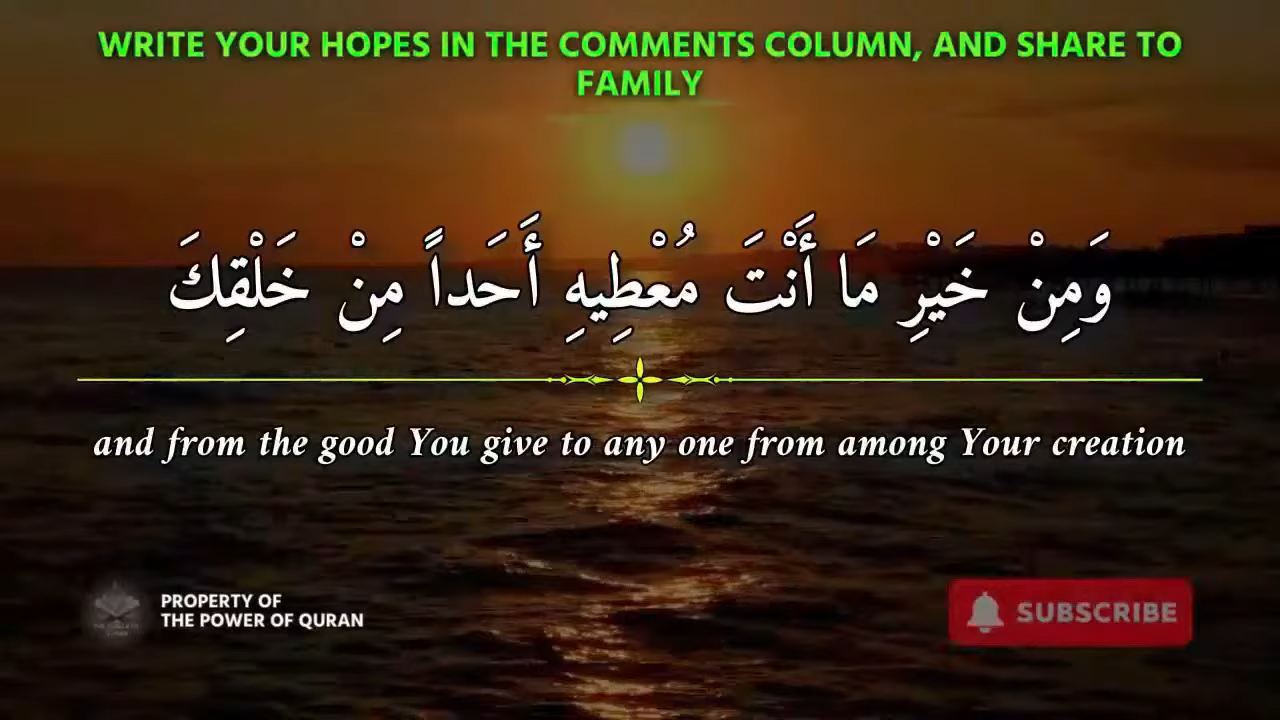 WRITE YOUR HOPES IN THE COMMENTS COLUMN, AND SHARE TO
FAMILY
وَمِنْ خَيْرِ مَا أَنْتَ مُعْطِيهِ أَحَداً مِنْ خَلْقِكَ
and from the good You give to any one from among Your creation
PROPERTY OF
THE POWER OF QURAN
SUBSCRIBE